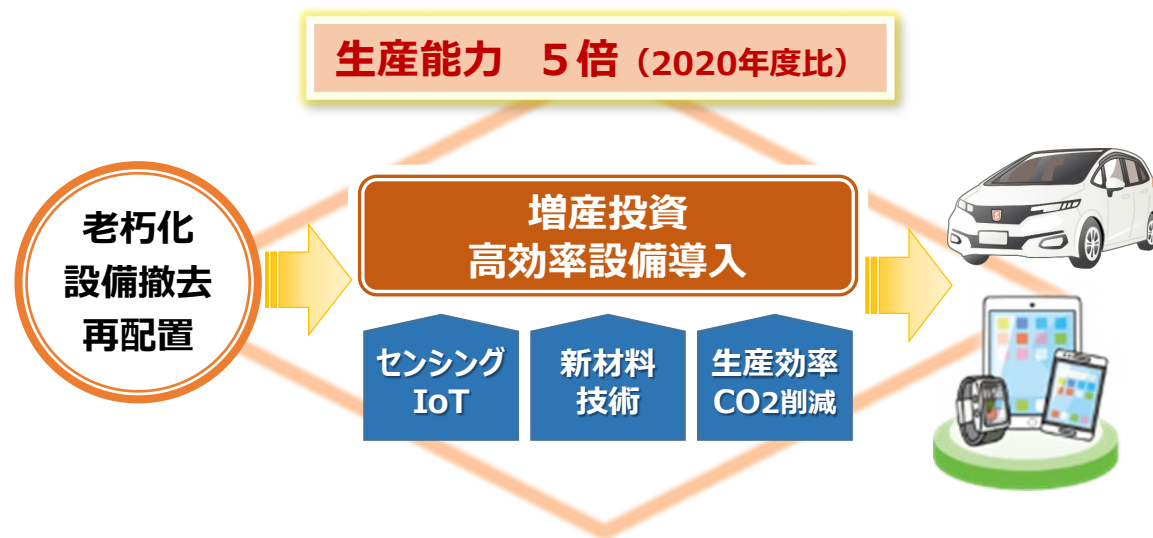 生産能力　５倍（2020年度比）
老朽化
設備撤去
再配置
増産投資
高効率設備導入
センシング
IoT
新材料
技術
生産効率
CO2削減